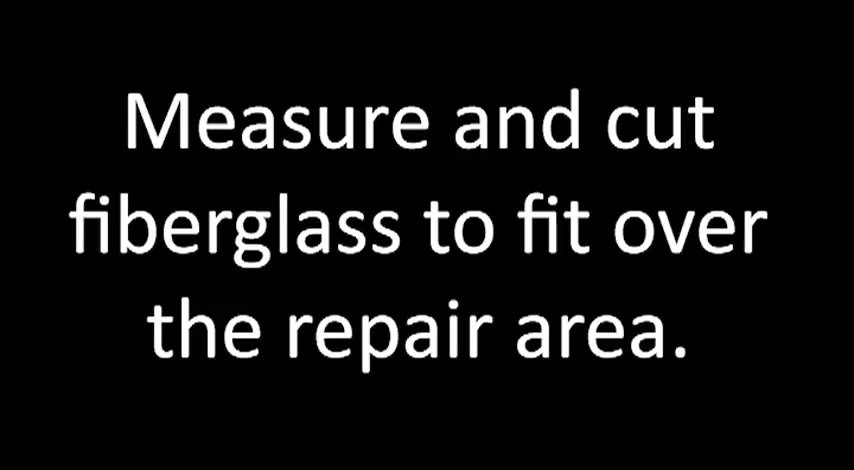 Measure and cut
fiberglass to fit over
the repair area.